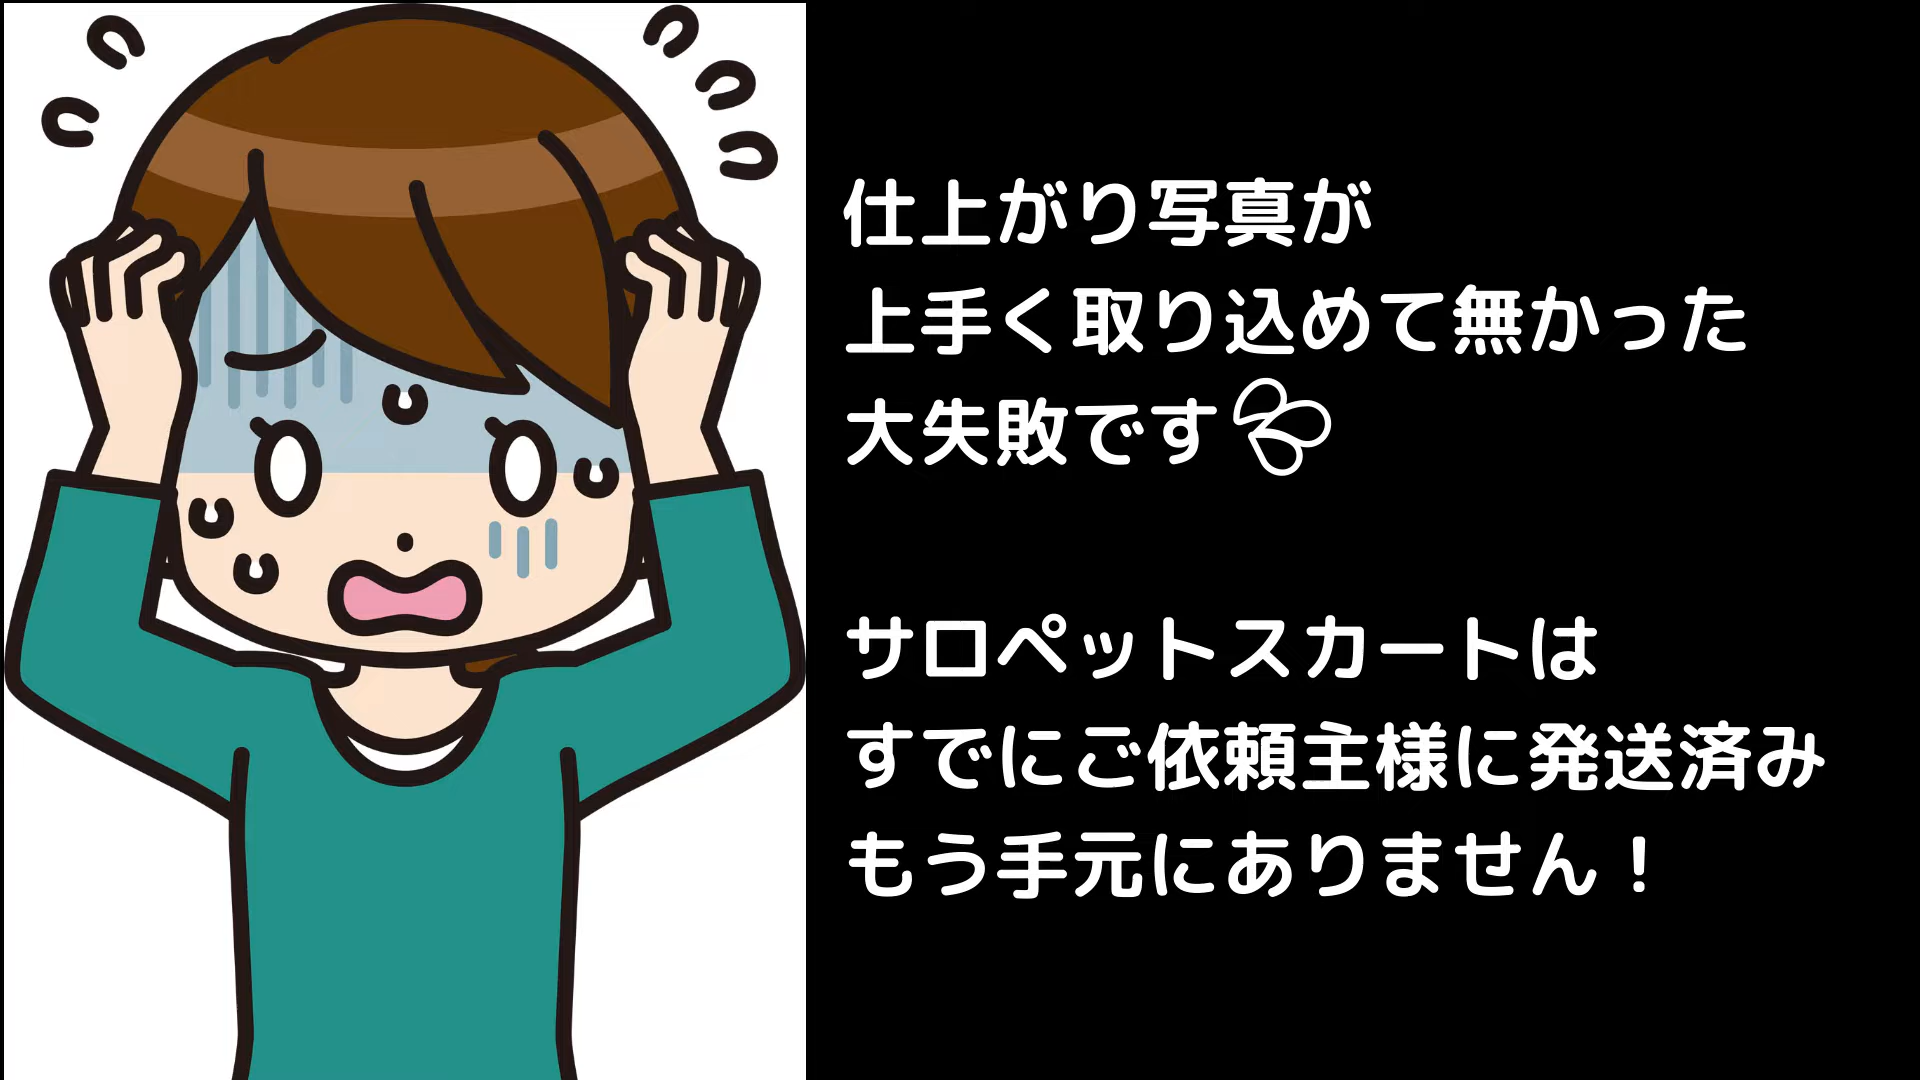 仕上がり写真が
上手く取り込めて無かった
大失敗です💦
サロペットスカートは
すでにご依頼主様に発送済み
もう手元にありません！